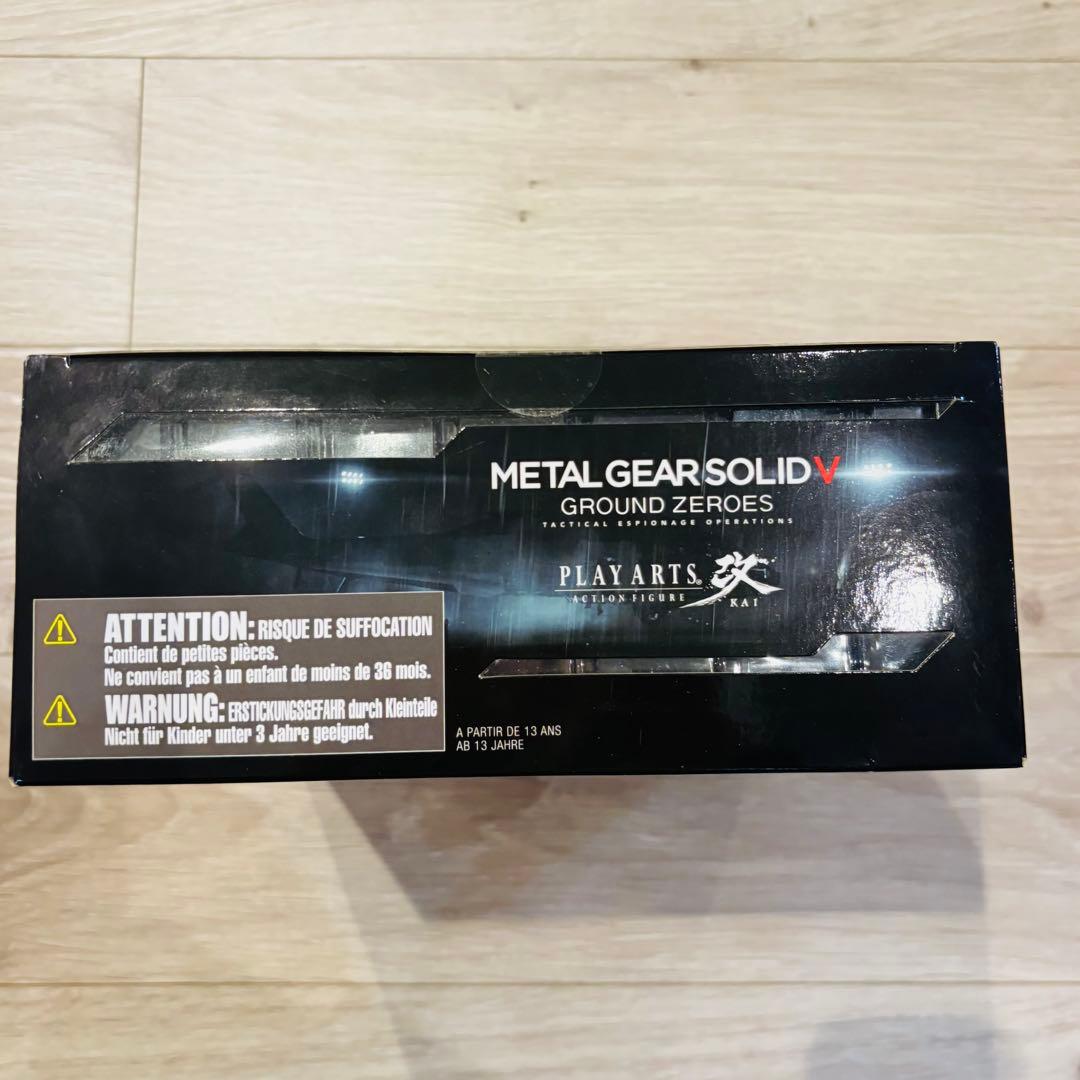 METAL GEAR SOLID V
GROUND ZEROES
TACTICAL ESPIONAGE OPERATIONS
PLAY ARTS® 改
ACTION FIGURE KAI
ATTENTION: RISQUE DE SUFFOCATION
Contient de petites pièces.
Ne convient pas à un enfant de moins de 36 mois.
WARNUNG: ERSTICKUNGSGEFAHR durch Kleinteile
Nicht für Kinder unter 3 Jahre geeignet.
A PARTIR DE 13 ANS
AB 13 JAHRE